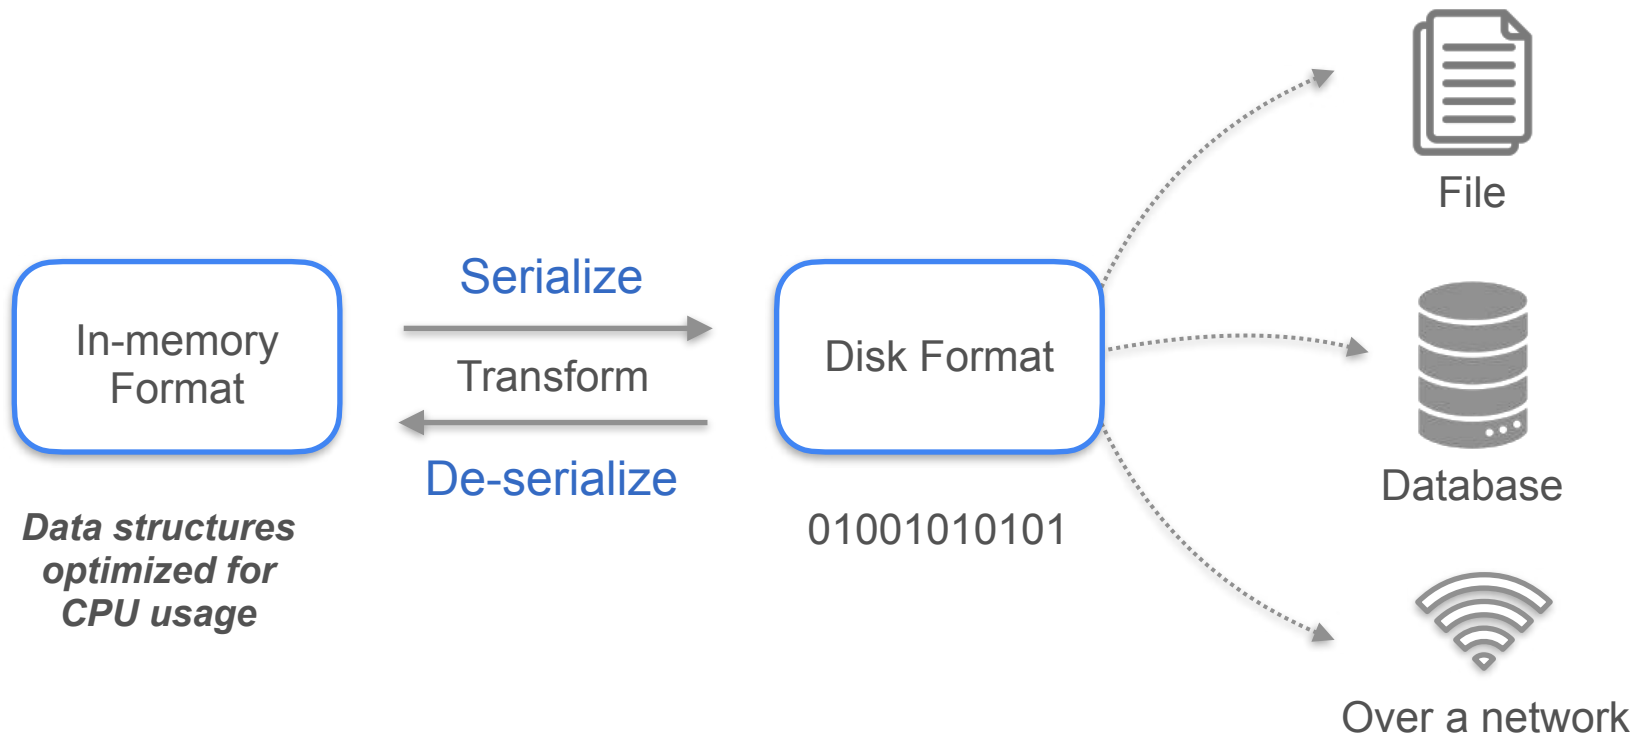 In-memory
Format
Data structures
optimized for
CPU usage
Serialize
Transform
De-serialize
Disk Format
01001010101
File
Database
Over a network